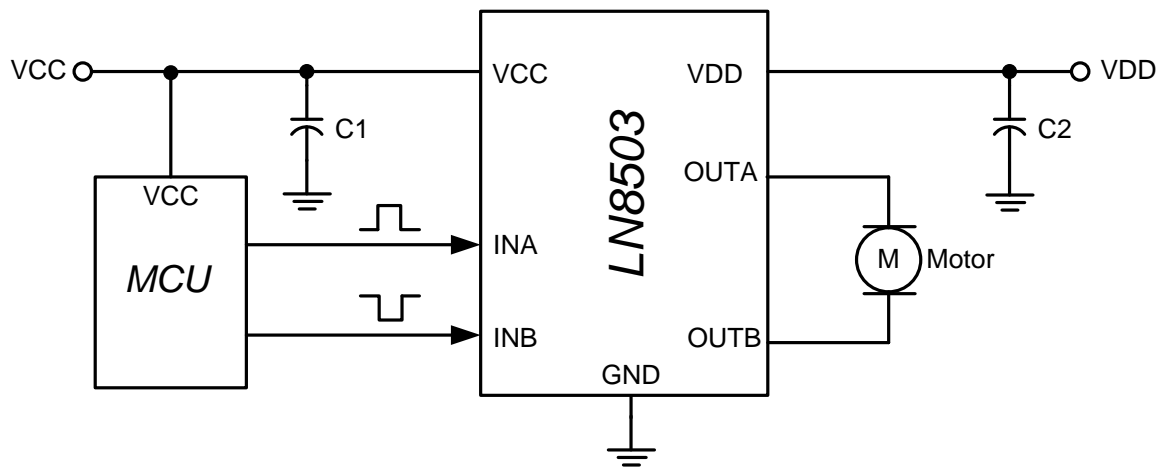 VCC
VCC
VDD
VDD
C1
C2
VCC
OUTA
MCU
INA
LN8503
M
Motor
INB
OUTB
GND